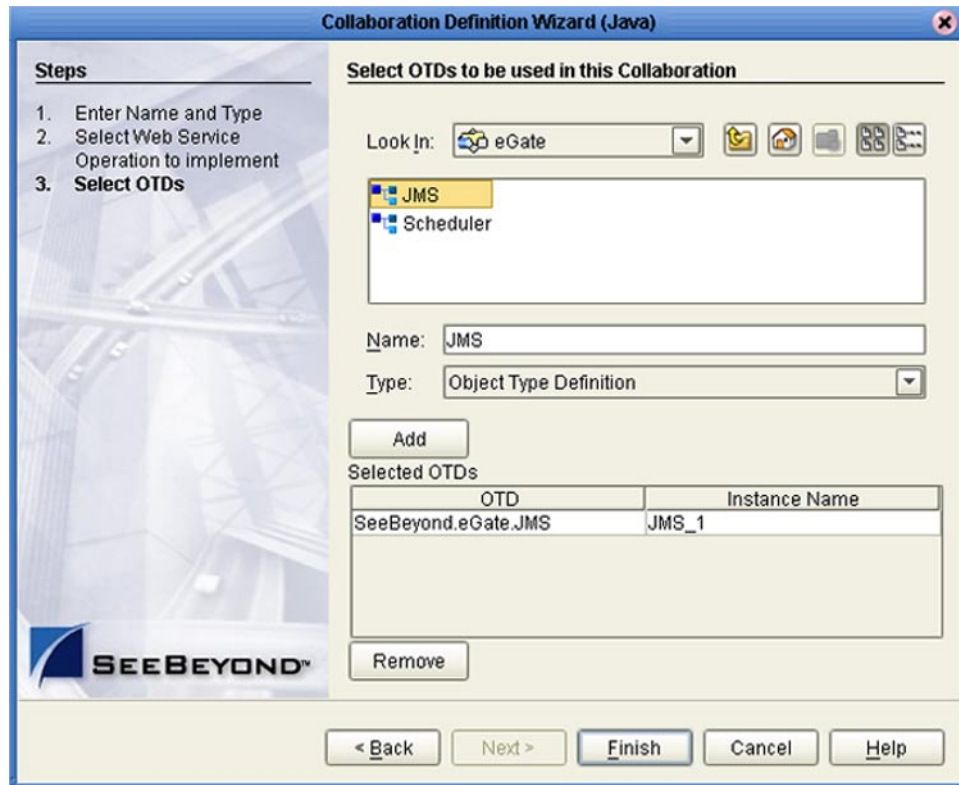 Collaboration Definition Wizard (Java)
Steps
1. Enter Name and Type
2. Select Web Service
Operation to implement
3. Select OTDs
SEEBEYOND™
Select OTDs to be used in this Collaboration
Look In: eGate
JMS
Scheduler
Name: JMS
Type: Object Type Definition
Add
Selected OTDs
OTD Instance Name
SeeBeyond.eGate.JMS JMS_1
Remove
< Back Next > Finish Cancel Help